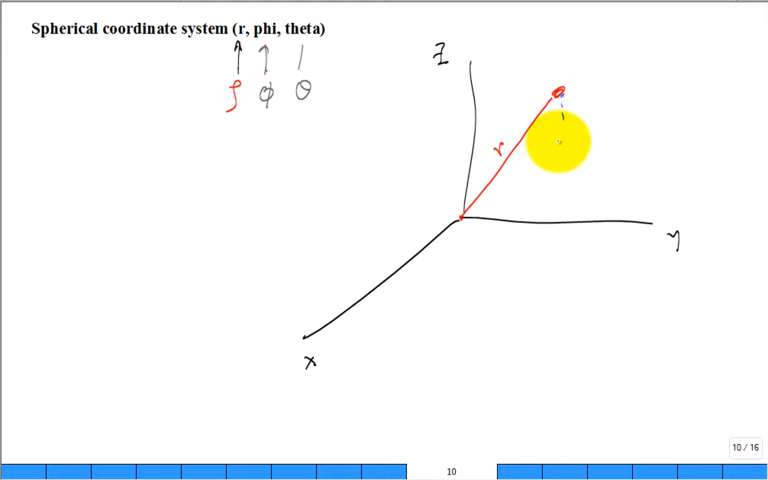 Spherical coordinate system (r, phi, theta)
ρ ϕ θ
Z
r
y
x
10 / 16
10